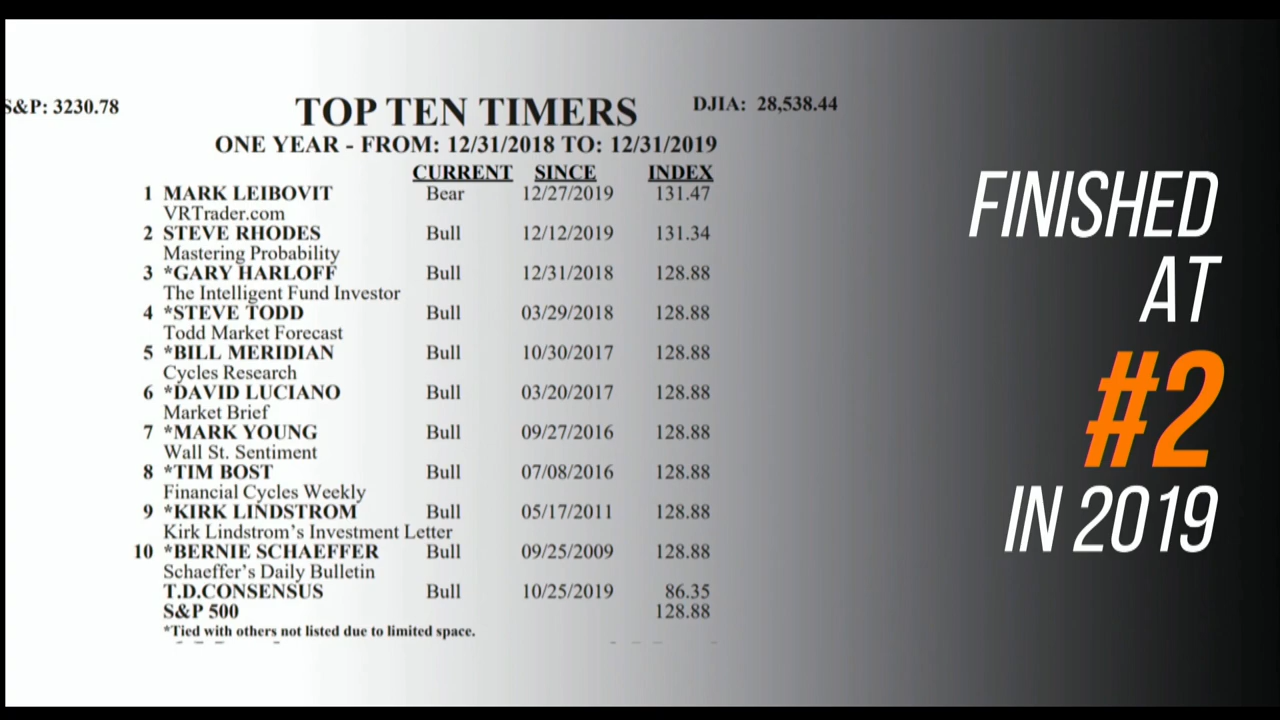 S&P: 3230.78
TOP TEN TIMERS
DJIA: 28,538.44
ONE YEAR - FROM: 12/31/2018 TO: 12/31/2019
CURRENT SINCE INDEX
1 MARK LEIBOVIT Bear 12/27/2019 131.47
VRTrader.com
2 STEVE RHODES Bull 12/12/2019 131.34
Mastering Probability
3 *GARY HARLOFF Bull 12/31/2018 128.88
The Intelligent Fund Investor
4 *STEVE TODD Bull 03/29/2018 128.88
Todd Market Forecast
5 *BILL MERIDIAN Bull 10/30/2017 128.88
Cycles Research
6 *DAVID LUCIANO Bull 03/20/2017 128.88
Market Brief
7 *MARK YOUNG Bull 09/27/2016 128.88
Wall St. Sentiment
8 *TIM BOST Bull 07/08/2016 128.88
Financial Cycles Weekly
9 *KIRK LINDSTROM Bull 05/17/2011 128.88
Kirk Lindstrom's Investment Letter
10 *BERNIE SCHAEFFER Bull 09/25/2009 128.88
Schaeffer's Daily Bulletin
T.D.CONSENSUS Bull 10/25/2019 86.35
S&P 500 128.88
*Tied with others not listed due to limited space.
FINISHED
AT
#2
IN 2019